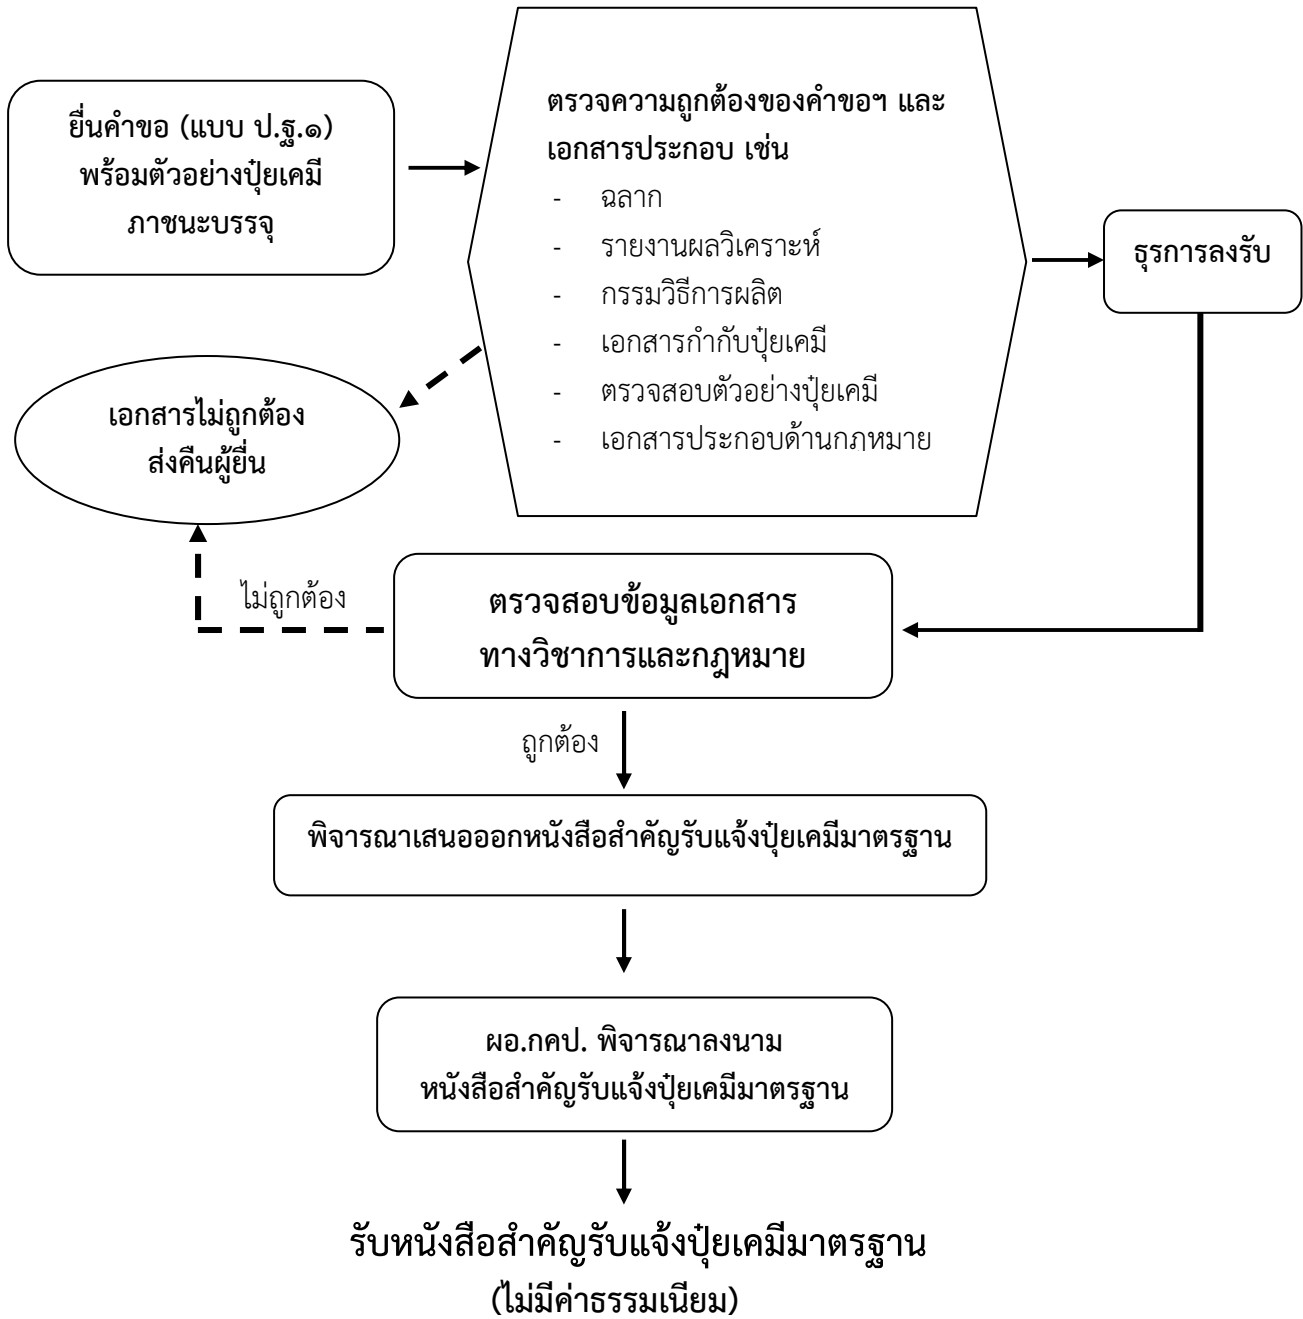 ยื่นคำขอ (แบบ ป.ฐ.๑)
พร้อมตัวอย่างปุ๋ยเคมี
ภาชนะบรรจุ
ตรวจความถูกต้องของคำขอฯ และ
เอกสารประกอบ เช่น
- ฉลาก
- รายงานผลวิเคราะห์
- กรรมวิธีการผลิต
- เอกสารกำกับปุ๋ยเคมี
- ตรวจสอบตัวอย่างปุ๋ยเคมี
- เอกสารประกอบด้านกฎหมาย
ธุรการลงรับ
เอกสารไม่ถูกต้อง
ส่งคืนผู้ยื่น
ไม่ถูกต้อง
ตรวจสอบข้อมูลเอกสาร
ทางวิชาการและกฎหมาย
ถูกต้อง
พิจารณาเสนอออกหนังสือสำคัญรับแจ้งปุ๋ยเคมีมาตรฐาน
ผอ.กคป. พิจารณาลงนาม
หนังสือสำคัญรับแจ้งปุ๋ยเคมีมาตรฐาน
รับหนังสือสำคัญรับแจ้งปุ๋ยเคมีมาตรฐาน
(ไม่มีค่าธรรมเนียม)